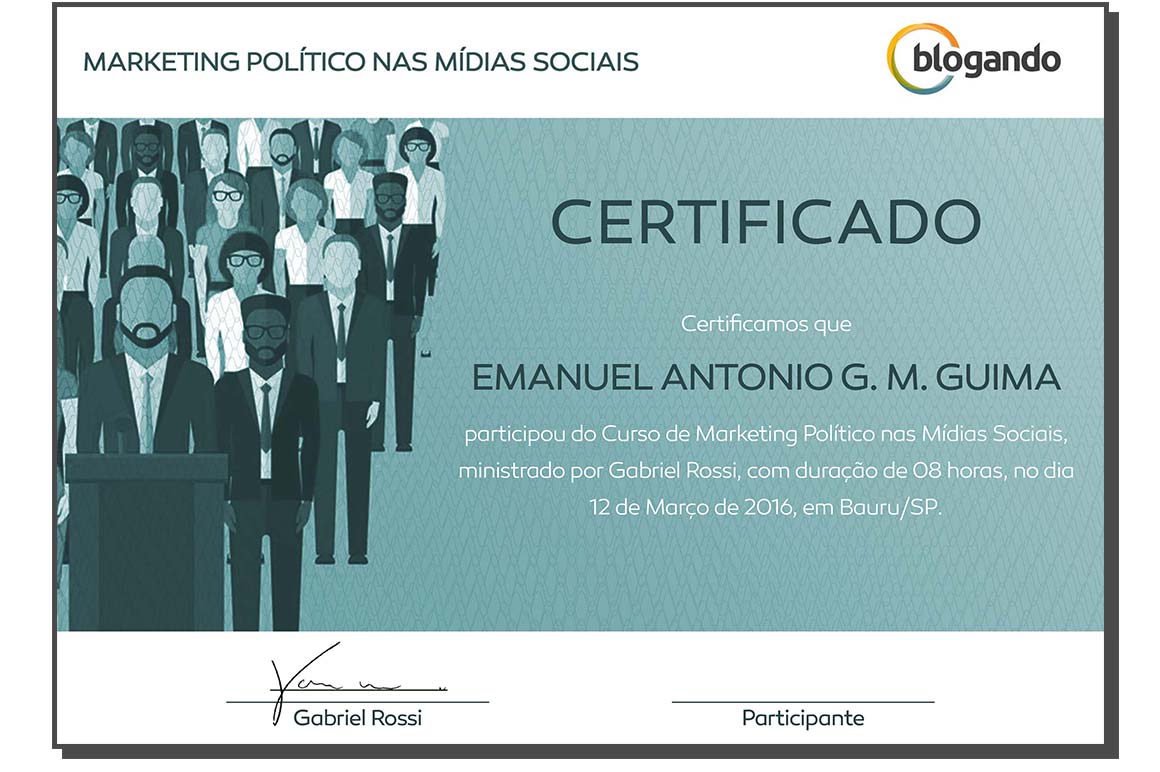 MARKETING POLÍTICO NAS MÍDIAS SOCIAIS
blogando
CERTIFICADO
Certificamos que
EMANUEL ANTONIO G. M. GUIMA
participou do Curso de Marketing Político nas Mídias Sociais,
ministrado por Gabriel Rossi, com duração de 08 horas, no dia
12 de Março de 2016, em Bauru/SP.
Gabriel Rossi
Participante